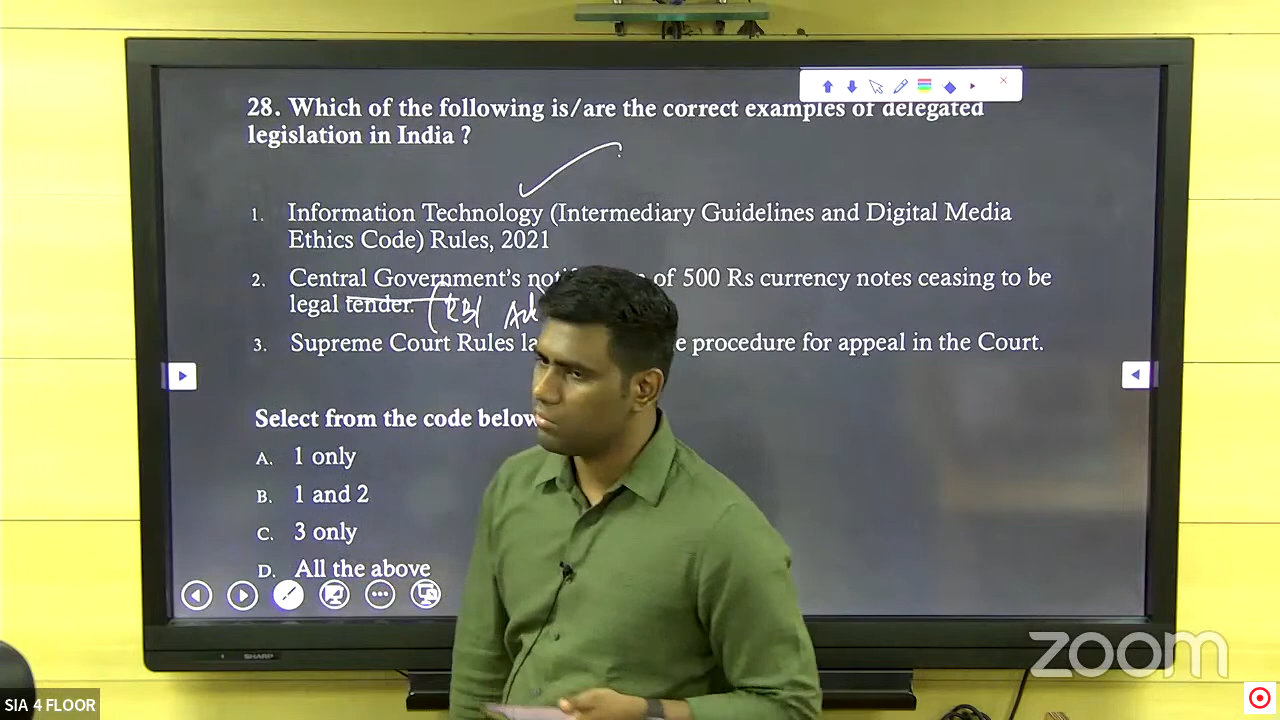 28. Which of the following is/are the correct examples of delegated
legislation in India ?
1. Information Technology (Intermediary Guidelines and Digital Media
Ethics Code) Rules, 2021
2. Central Government's of 500 Rs currency notes ceasing to be
legal tender. (RBI
3. Supreme Court Rules procedure for appeal in the Court.
Select from the code below
A. 1 only
B. 1 and 2
C. 3 only
D. All the above
SHARP
zoom
SIA 4 FLOOR